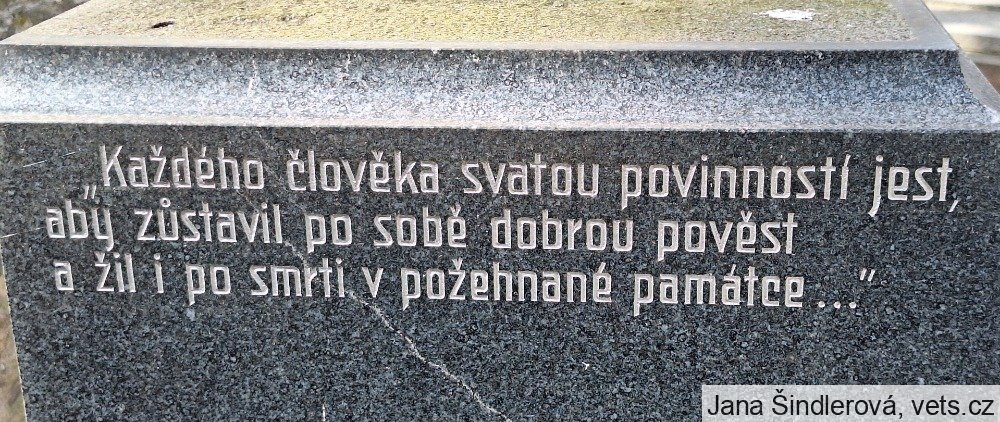 „Každého člověka svatou povinností jest,
aby zůstavil po sobě dobrou pověst
a žil i po smrti v požehnané památce ..."
Jana Šindlerová, vets.cz